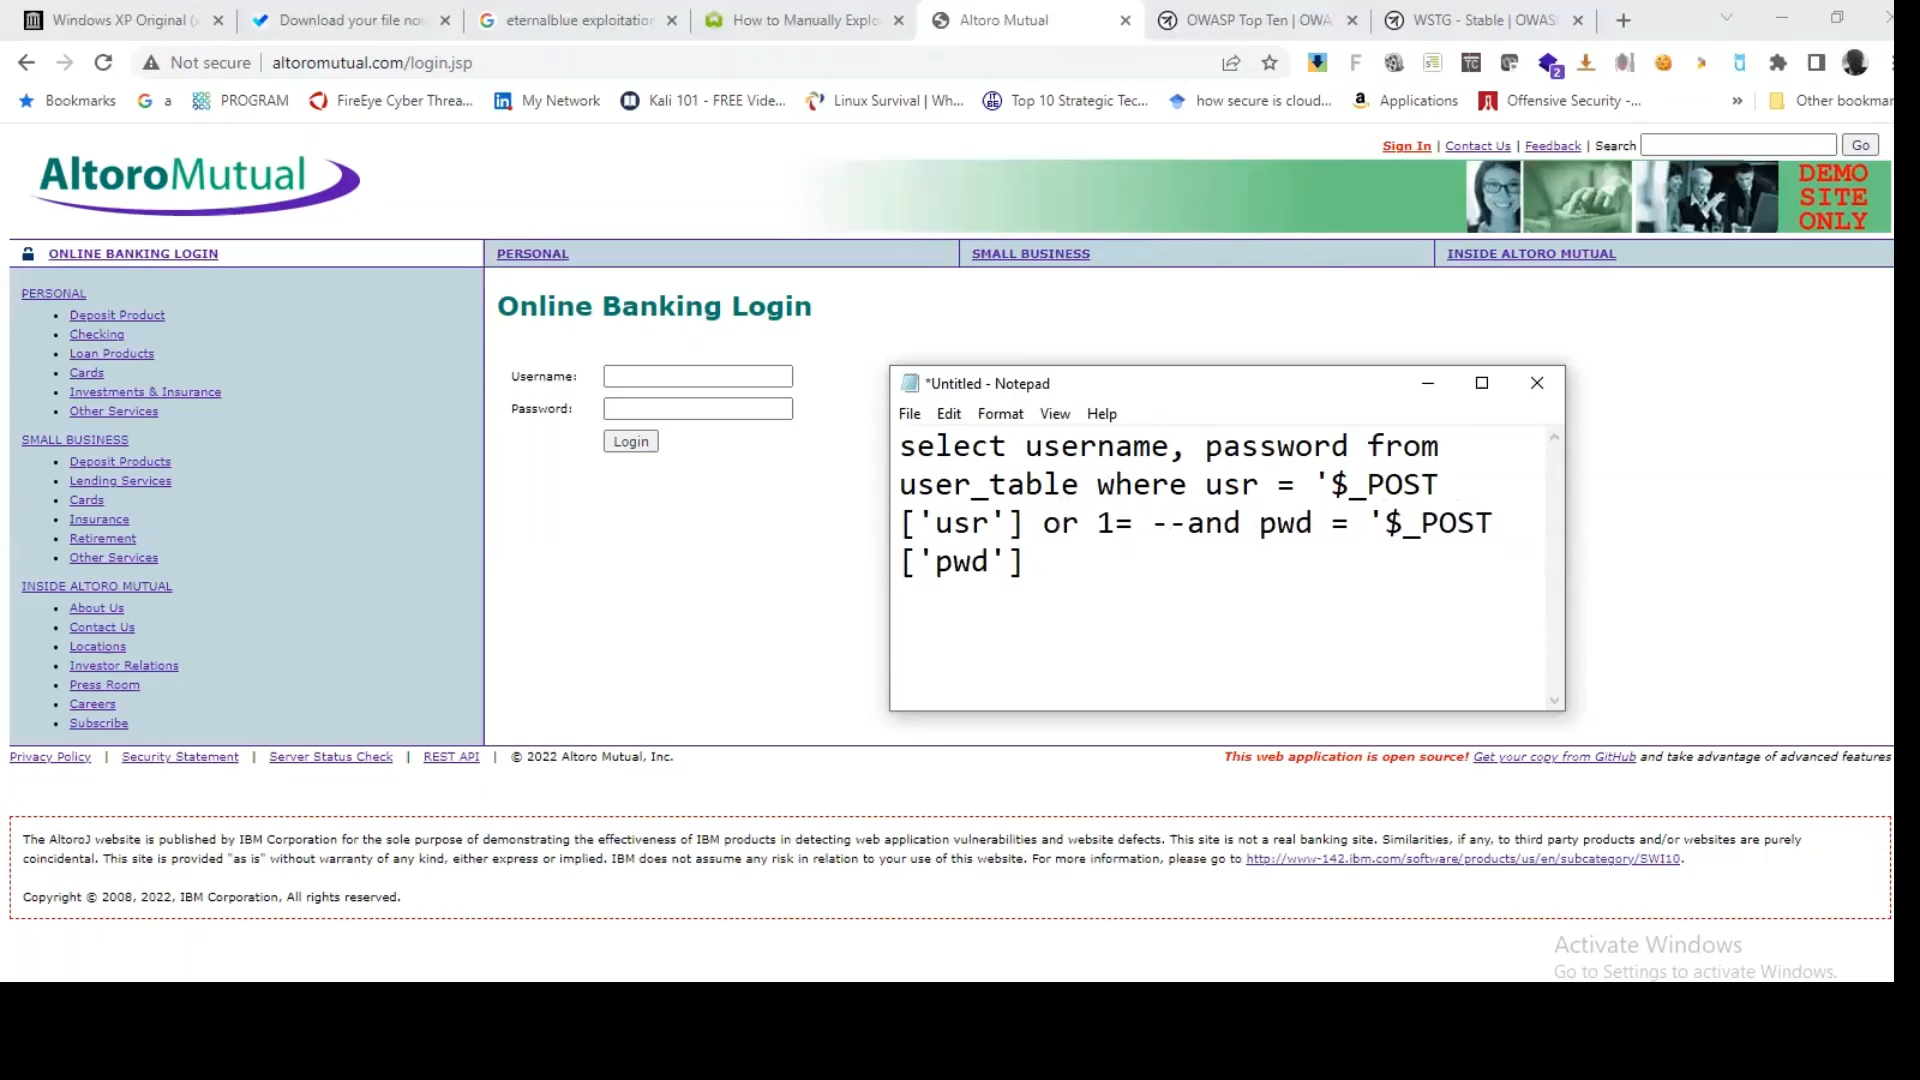 Windows XP Original (
Download your file no
eternalblue exploitation
How to Manually Explo
Altoro Mutual
OWASP Top Ten | OWA
WSTG - Stable | OWAS
Not secure
altoromutual.com/login.jsp
2
Bookmarks
a
PROGRAM
FireEye Cyber Threa...
My Network
Kali 101 - FREE Vide...
Linux Survival | Wh...
Top 10 Strategic Tec...
how secure is cloud...
Applications
Offensive Security -...
»
Other bookmar
Sign In | Contact Us | Feedback | Search
Go
AltoroMutual
DEMO
SITE
ONLY
ONLINE BANKING LOGIN
PERSONAL
SMALL BUSINESS
INSIDE ALTORO MUTUAL
PERSONAL
Deposit Product
Checking
Loan Products
Cards
Investments & Insurance
Other Services
SMALL BUSINESS
Deposit Products
Lending Services
Cards
Insurance
Retirement
Other Services
INSIDE ALTORO MUTUAL
About Us
Contact Us
Locations
Investor Relations
Press Room
Careers
Subscribe
Online Banking Login
Username:
Password:
Login
*Untitled - Notepad
File Edit Format View Help
select username, password from
user_table where usr = '$_POST
['usr'] or 1= --and pwd = '$_POST
['pwd']
Privacy Policy | Security Statement | Server Status Check | REST API | © 2022 Altoro Mutual, Inc.
This web application is open source! Get your copy from GitHub and take advantage of advanced features
The AltoroJ website is published by IBM Corporation for the sole purpose of demonstrating the effectiveness of IBM products in detecting web application vulnerabilities and website defects. This site is not a real banking site. Similarities, if any, to third party products and/or websites are purely
coincidental. This site is provided "as is" without warranty of any kind, either express or implied. IBM does not assume any risk in relation to your use of this website. For more information, please go to http://www-142.ibm.com/software/products/us/en/subcategory/SWI10.
Copyright © 2008, 2022, IBM Corporation, All rights reserved.
Activate Windows
Go to Settings to activate Windows.